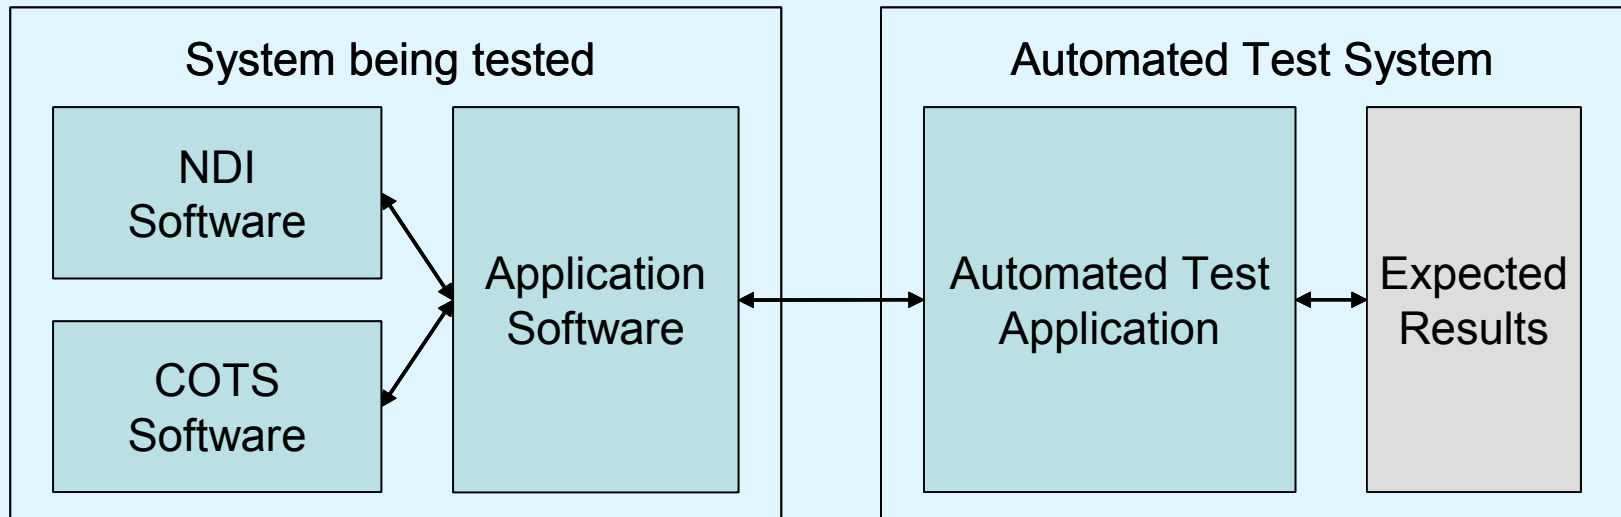 System being tested
NDI
Software
COTS
Software
Application
Software
Automated Test System
Automated Test
Application
Expected
Results